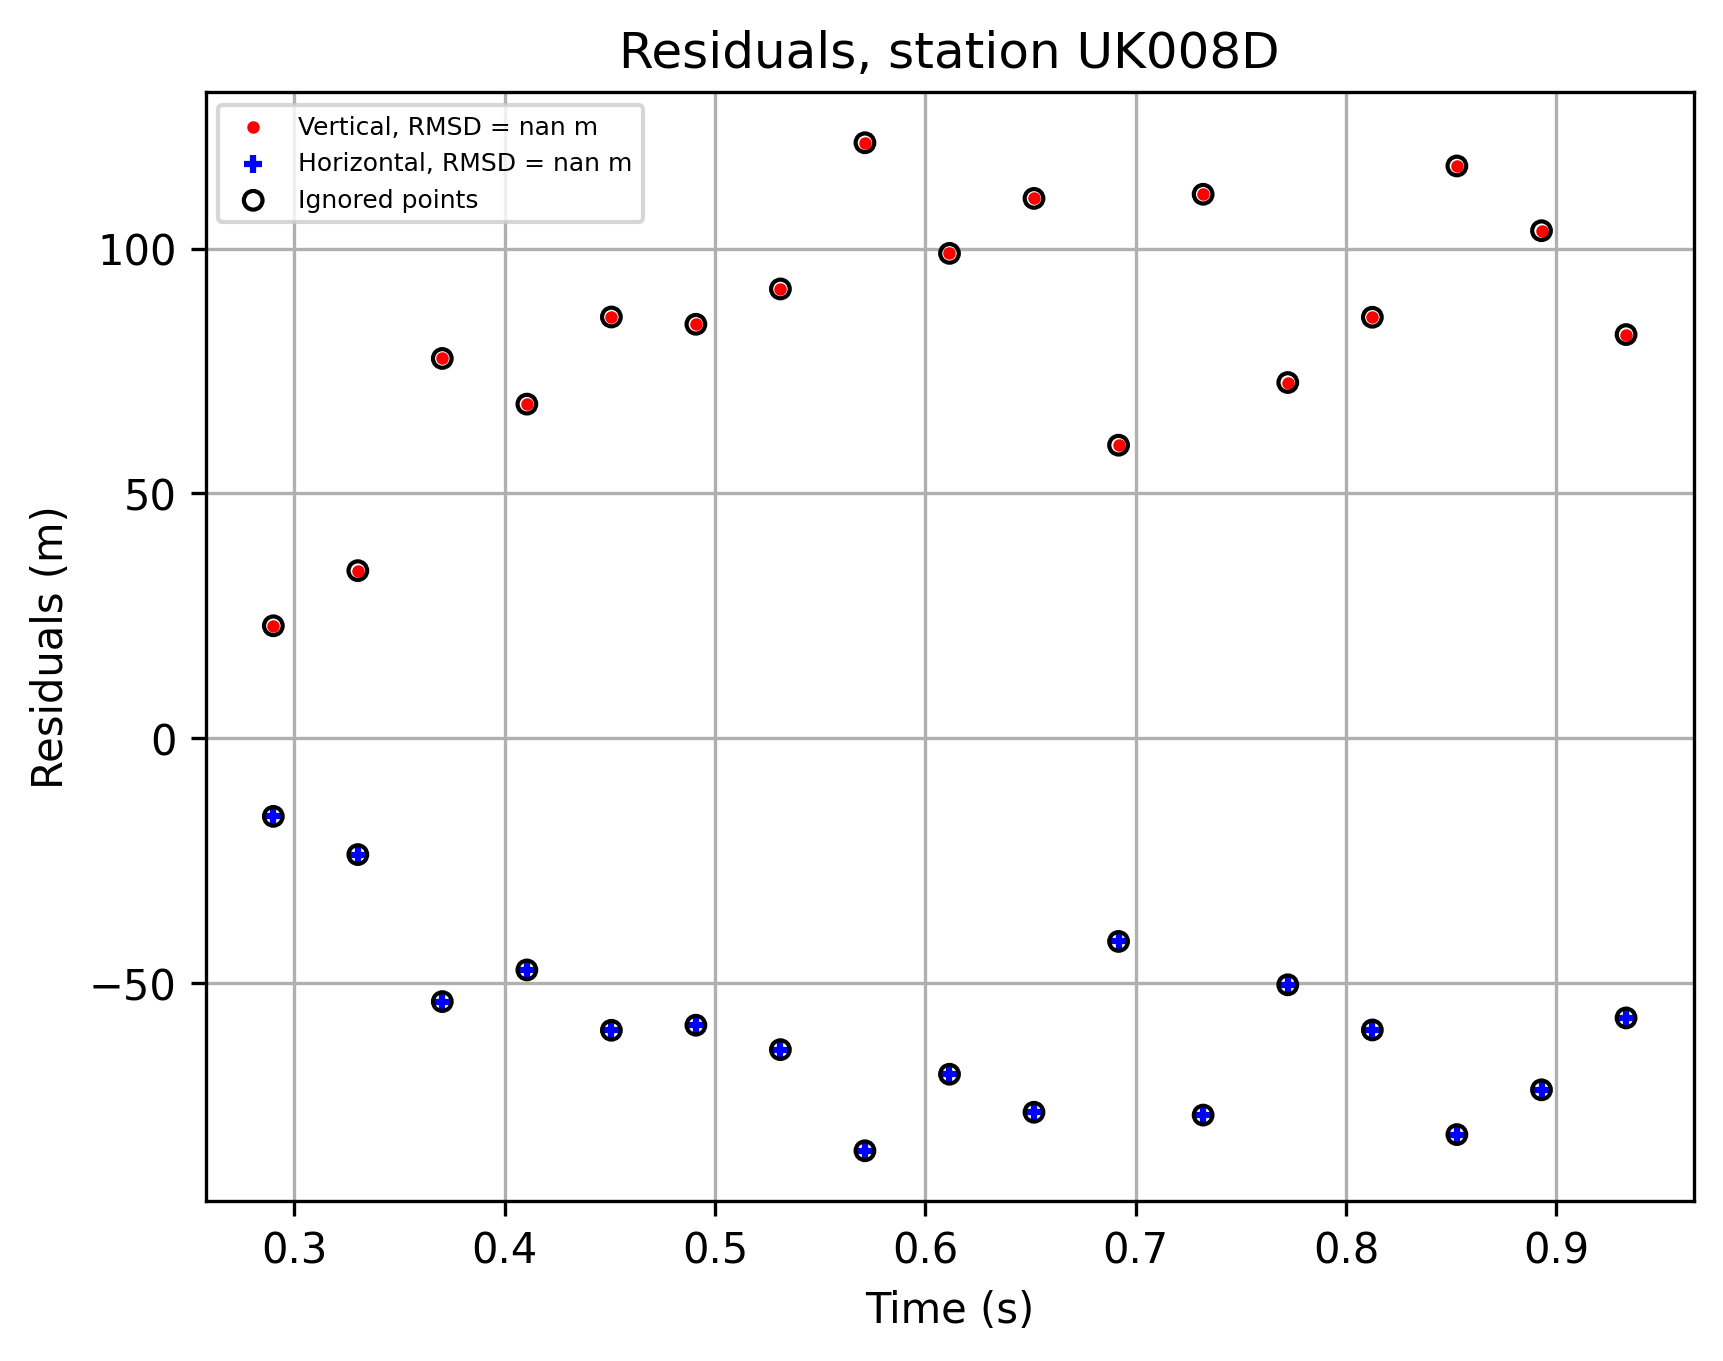 Residuals, station UK008D
Vertical, RMSD = nan m
Horizontal, RMSD = nan m
Ignored points
100
50
0
−50
Residuals (m)
0.3 0.4 0.5 0.6 0.7 0.8 0.9
Time (s)